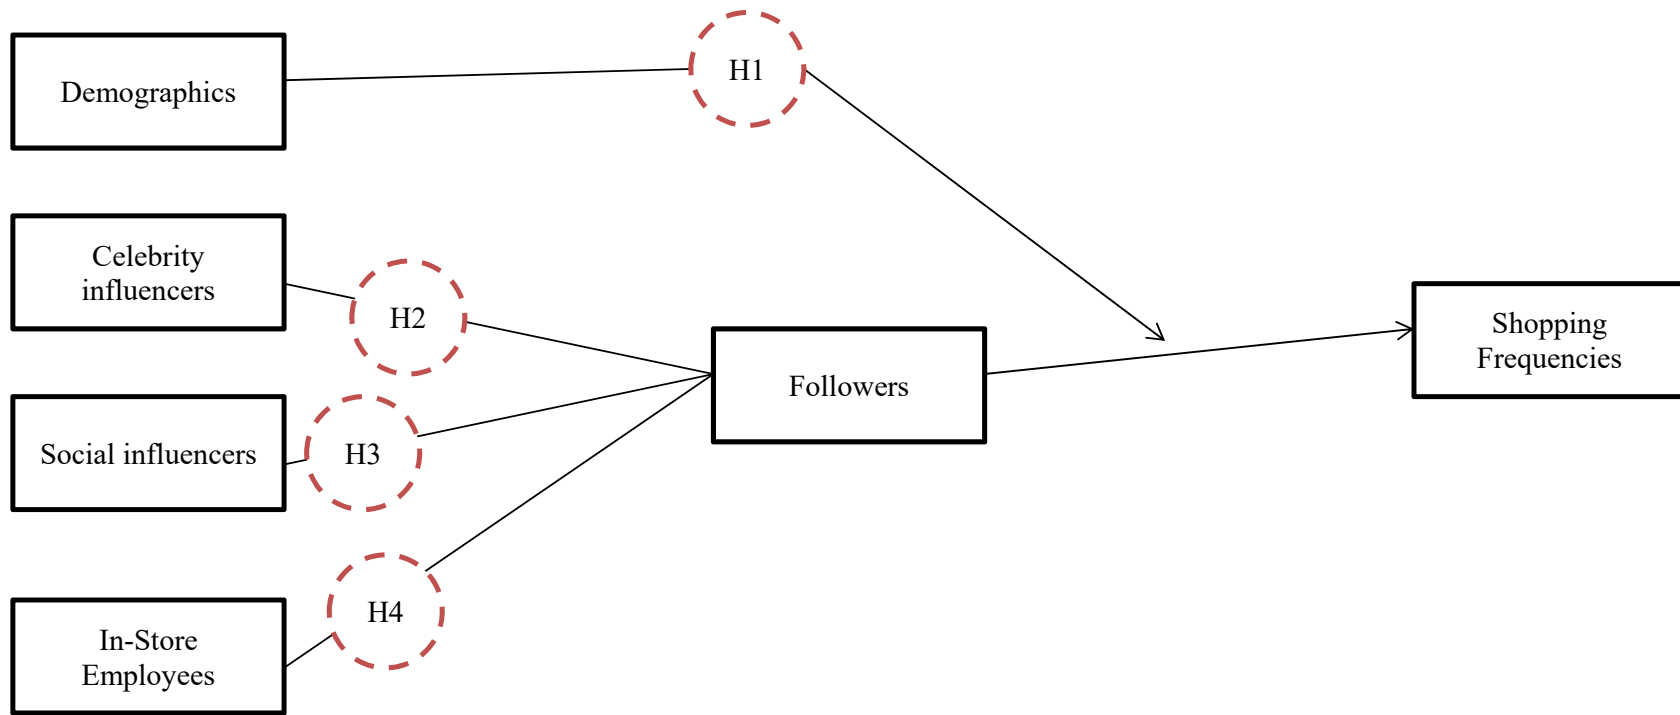 Demographics
H1
Celebrity
influencers
H2
Social influencers
H3
In-Store
Employees
H4
Followers
Shopping
Frequencies